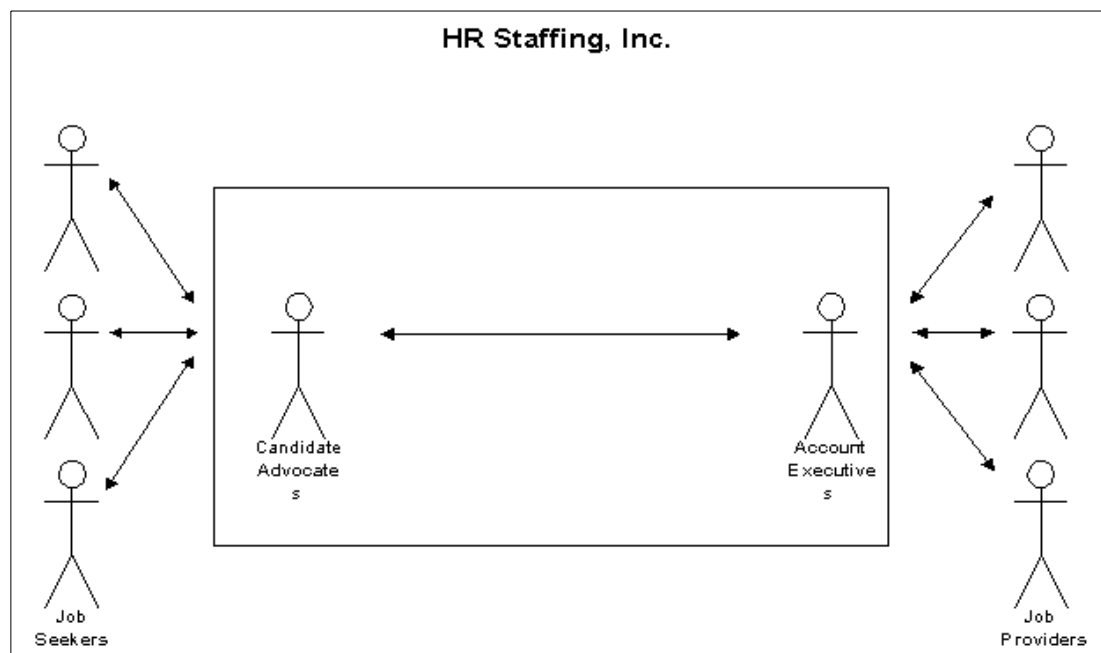 HR Staffing, Inc.
Candidate
Advocate
s
Account
Executive
s
Job
Seekers
Job
Providers